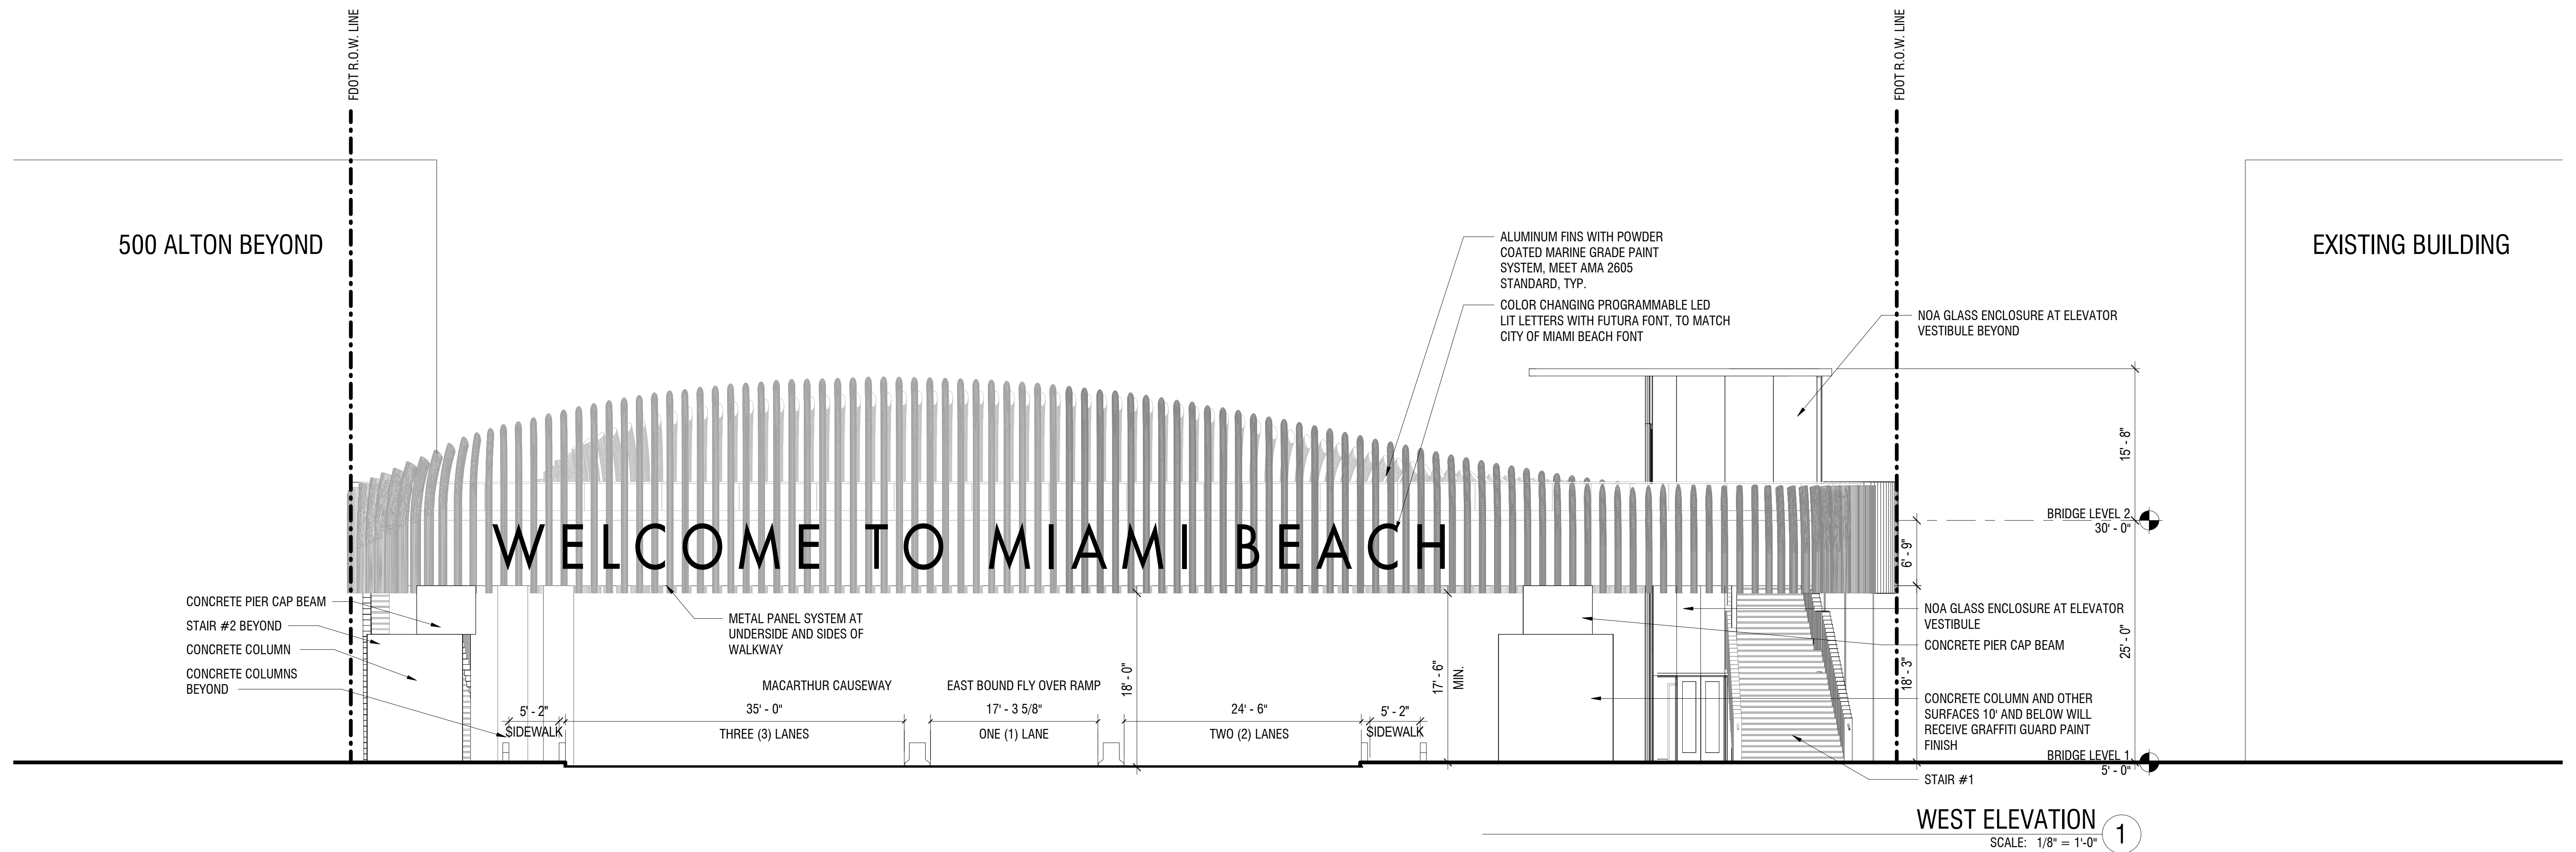 FDOT R.O.W. LINE
FDOT R.O.W. LINE
500 ALTON BEYOND
EXISTING BUILDING
ALUMINUM FINS WITH POWDER
COATED MARINE GRADE PAINT
SYSTEM, MEET AMA 2605
STANDARD, TYP.
COLOR CHANGING PROGRAMMABLE LED
LIT LETTERS WITH FUTURA FONT, TO MATCH
CITY OF MIAMI BEACH FONT
NOA GLASS ENCLOSURE AT ELEVATOR
VESTIBULE BEYOND
15' - 8"
BRIDGE LEVEL 2
30' - 0"
6' - 9"
WELCOME TO MIAMI BEACH
CONCRETE PIER CAP BEAM
STAIR #2 BEYOND
CONCRETE COLUMN
CONCRETE COLUMNS
BEYOND
METAL PANEL SYSTEM AT
UNDERSIDE AND SIDES OF
WALKWAY
NOA GLASS ENCLOSURE AT ELEVATOR
VESTIBULE
CONCRETE PIER CAP BEAM
25' - 0"
18' - 3"
CONCRETE COLUMN AND OTHER
SURFACES 10' AND BELOW WILL
RECEIVE GRAFFITI GUARD PAINT
FINISH
MACARTHUR CAUSEWAY
EAST BOUND FLY OVER RAMP
18' - 0"
17' - 6"
MIN.
5' - 2"
35' - 0"
17' - 3 5/8"
24' - 6"
5' - 2"
SIDEWALK
THREE (3) LANES
ONE (1) LANE
TWO (2) LANES
SIDEWALK
BRIDGE LEVEL 1
5' - 0"
STAIR #1
WEST ELEVATION
1
SCALE: 1/8" = 1'-0"